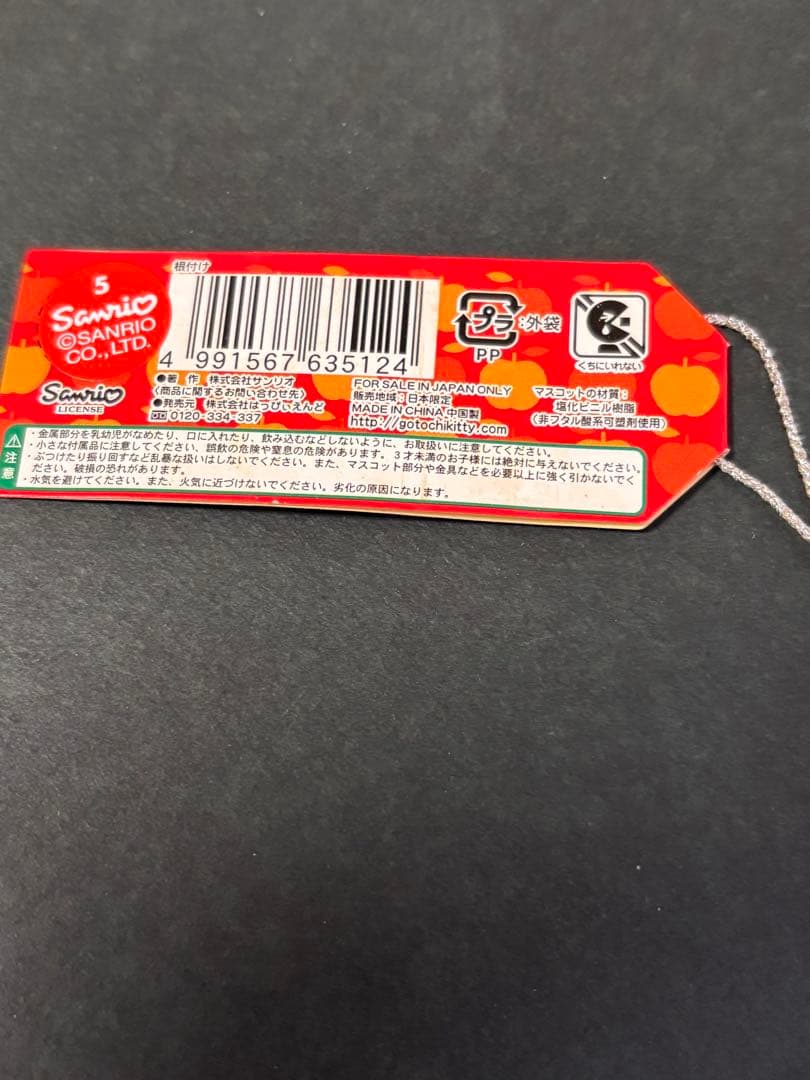 5
Sanrio
©SANRIO
CO., LTD.
Sanrio
LICENSE
根付け
4 991567 635124
●著 作 株式会社サンリオ
〈商品に関するお問い合わせ先〉
●発売元 株式会社はうぴぃえんど
0120-834-337
FOR SALE IN JAPAN ONLY
販売地域:日本限定
MADE IN CHINA 中国製
http://gotochikitty.com
プラ:外袋
PP
くちにいれない
マスコットの材質:
塩化ビニル樹脂
(非フタル酸系可塑剤使用)
注意
・金属部分を乳幼児がなめたり、口に入れたり、飲み込むなどしないように、お取扱いに注意してください。
・小さな付属品に注意してください、誤飲の危険や窒息の危険があります。3才未満のお子様には絶対に与えないでください。
・ぶつけたり振り回すなど乱暴な扱いはしないでください。また、マスコット部分や金具などを必要以上に強く引かないでく
ださい。破損の恐れがあります。
・水気を避けてください。また、火気に近づけないでください。劣化の原因になります。